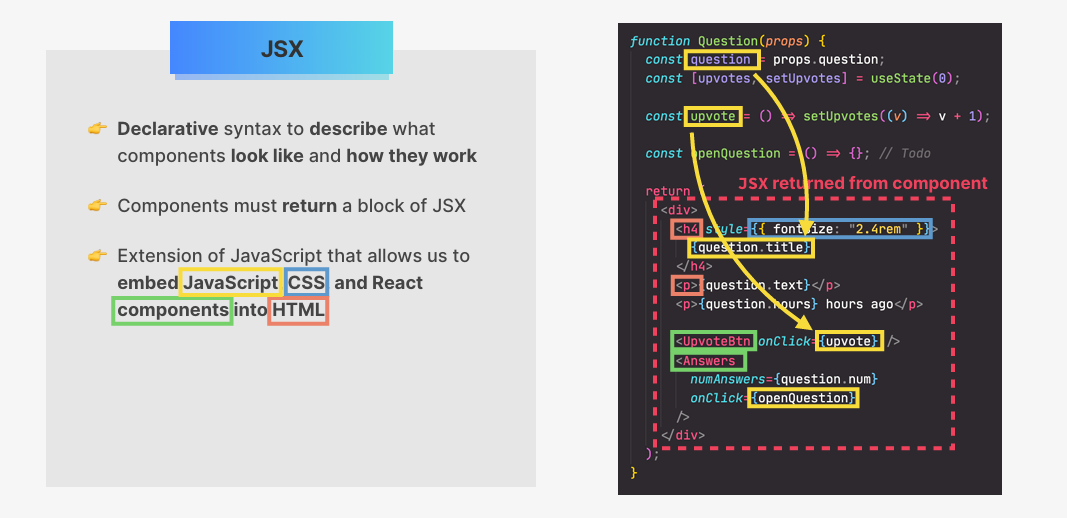 JSX
👉 Declarative syntax to describe what
components look like and how they work
👉 Components must return a block of JSX
👉 Extension of JavaScript that allows us to
embed JavaScript CSS and React
components into HTML
function Question(props) {
const question = props.question;
const [upvotes, setUpvotes] = useState(0);
const upvote = () => setUpvotes((v) => v + 1);
const openQuestion = () => {}; // Todo
JSX returned from component
return (
<div>
<h4 style={{ fontSize: "2.4rem" }}>
{question.title}
</h4>
<p>{question.text}</p>
<p>{question.hours} hours ago</p>
<UpvoteBtn onClick={upvote} />
<Answers
numAnswers={question.num}
onClick={openQuestion}
/>
</div>
);
}